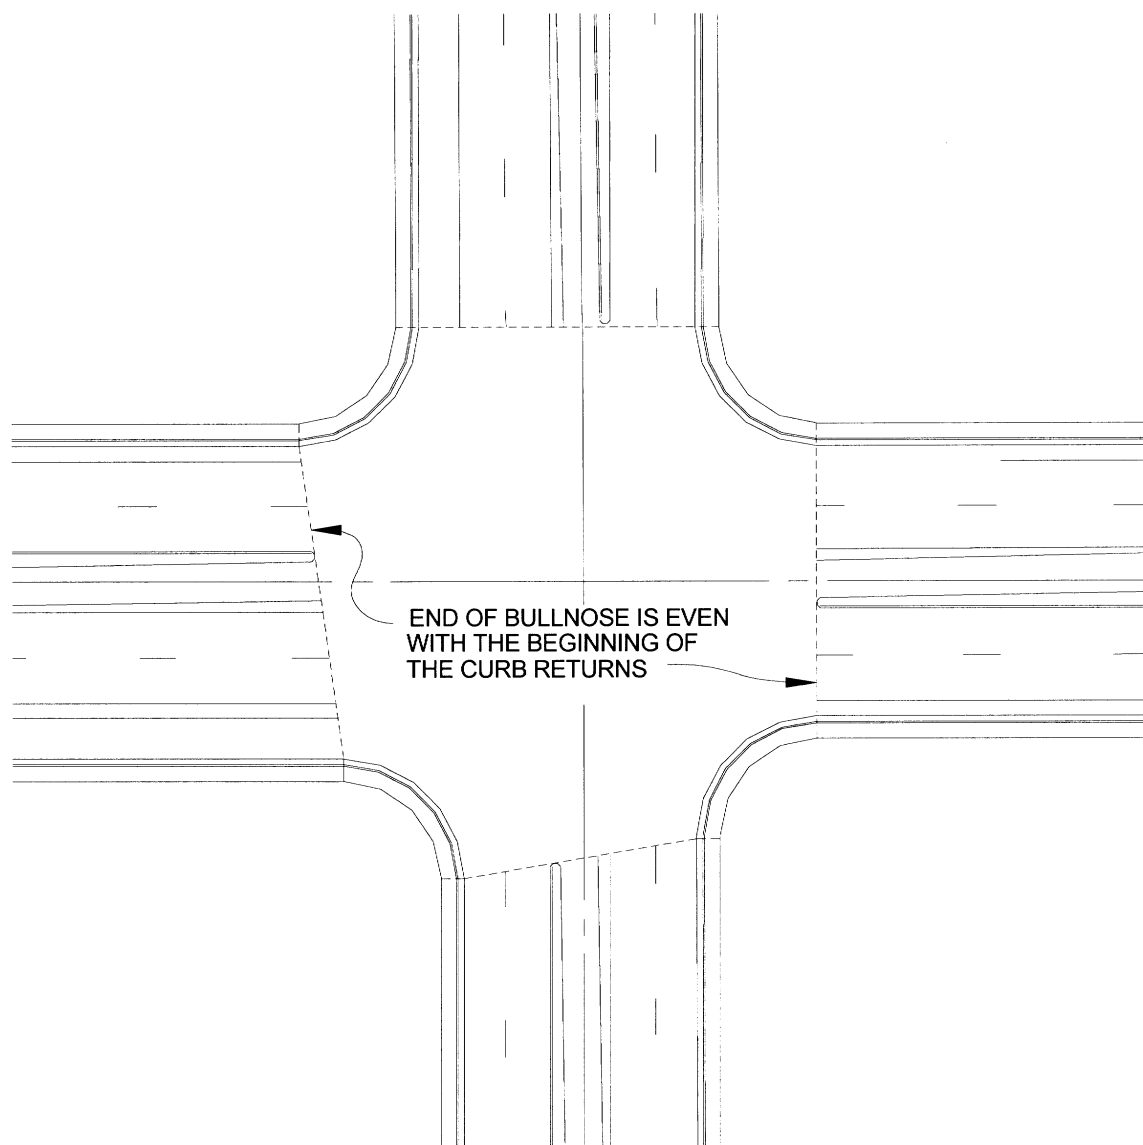 END OF BULLNOSE IS EVEN
WITH THE BEGINNING OF
THE CURB RETURNS